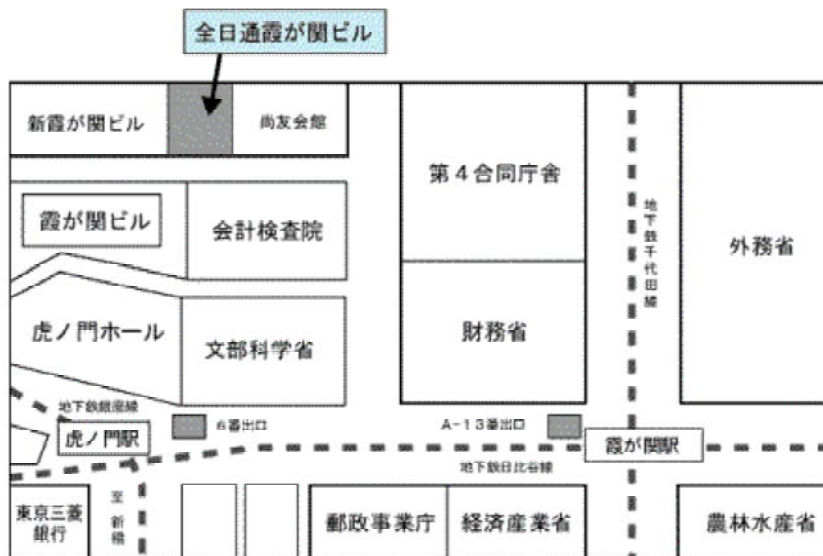 全日通霞が関ビル
新霞が関ビル
尚友会館
第4合同庁舎
霞が関ビル
会計検査院
地下鉄千代田線
外務省
虎ノ門ホール
文部科学省
財務省
地下鉄銀座線
虎ノ門駅
6番出口
A-13番出口
霞が関駅
地下鉄日比谷線
東京三菱
銀行
至 新橋
郵政事業庁
経済産業省
農林水産省